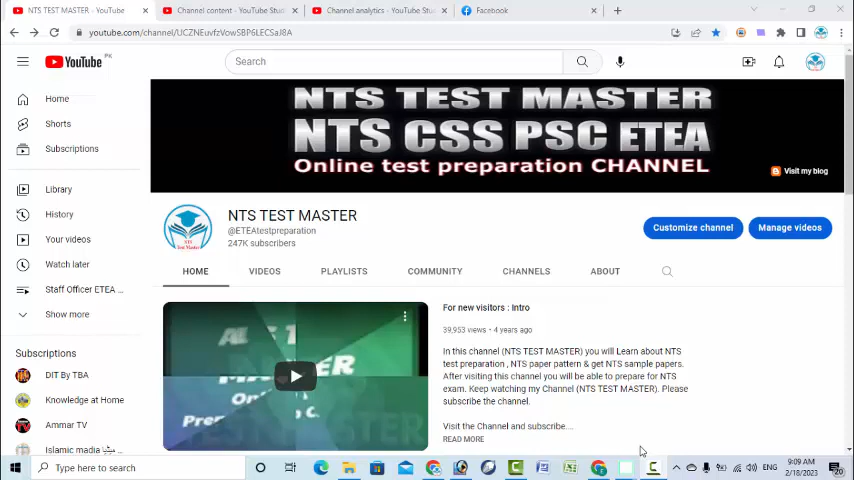 NTS TEST MASTER - YouTube
Channel content - YouTube Studi
Channel analytics - YouTube Stu
Facebook
youtube.com/channel/UCZNEuvfzVowSBP6LECSaJ8A
YouTube PK
Search
Home
Shorts
Subscriptions
Library
History
Your videos
Watch later
Staff Officer ETEA ...
Show more
Subscriptions
DIT By TBA
Knowledge at Home
Ammar TV
Islamic madia
NTS TEST MASTER
NTS CSS PSC ETEA
Online test preparation CHANNEL
Visit my blog
NTS TEST MASTER
@ETEAtestpreparation
247K subscribers
Customize channel
Manage videos
HOME
VIDEOS
PLAYLISTS
COMMUNITY
CHANNELS
ABOUT
For new visitors : Intro
39,953 views • 4 years ago
In this channel (NTS TEST MASTER) you will Learn about NTS
test preparation , NTS paper pattern & get NTS sample papers.
After visiting this channel you will be able to prepare for NTS
exam. Keep watching my Channel (NTS TEST MASTER). Please
subscribe the channel.
Visit the Channel and subscribe...
READ MORE
Type here to search
ENG
9:09 AM
2/18/2023
20